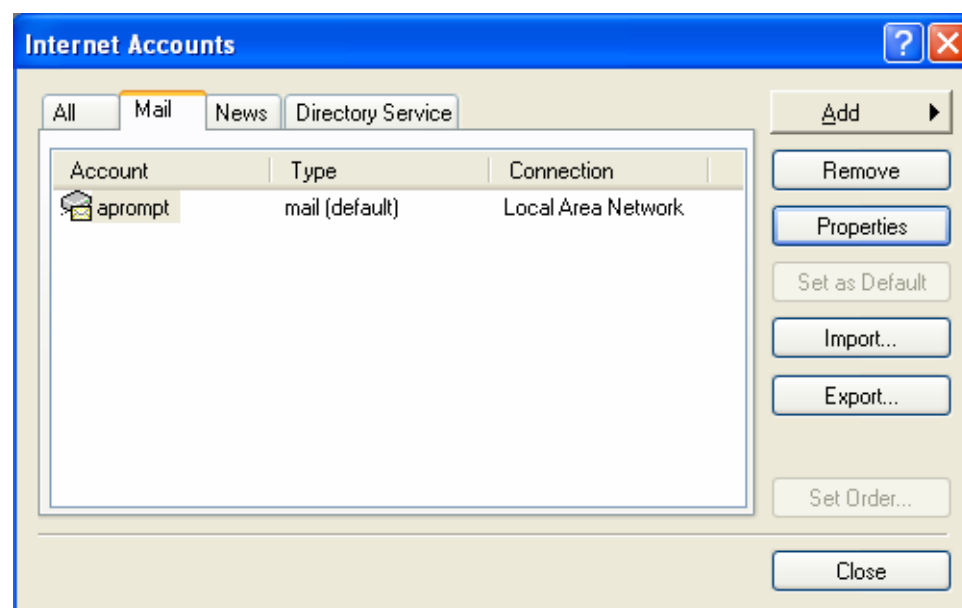 Internet Accounts
All Mail News Directory Service
Add
Account Type Connection
Remove
aprompt mail (default) Local Area Network
Properties
Set as Default
Import...
Export...
Set Order...
Close